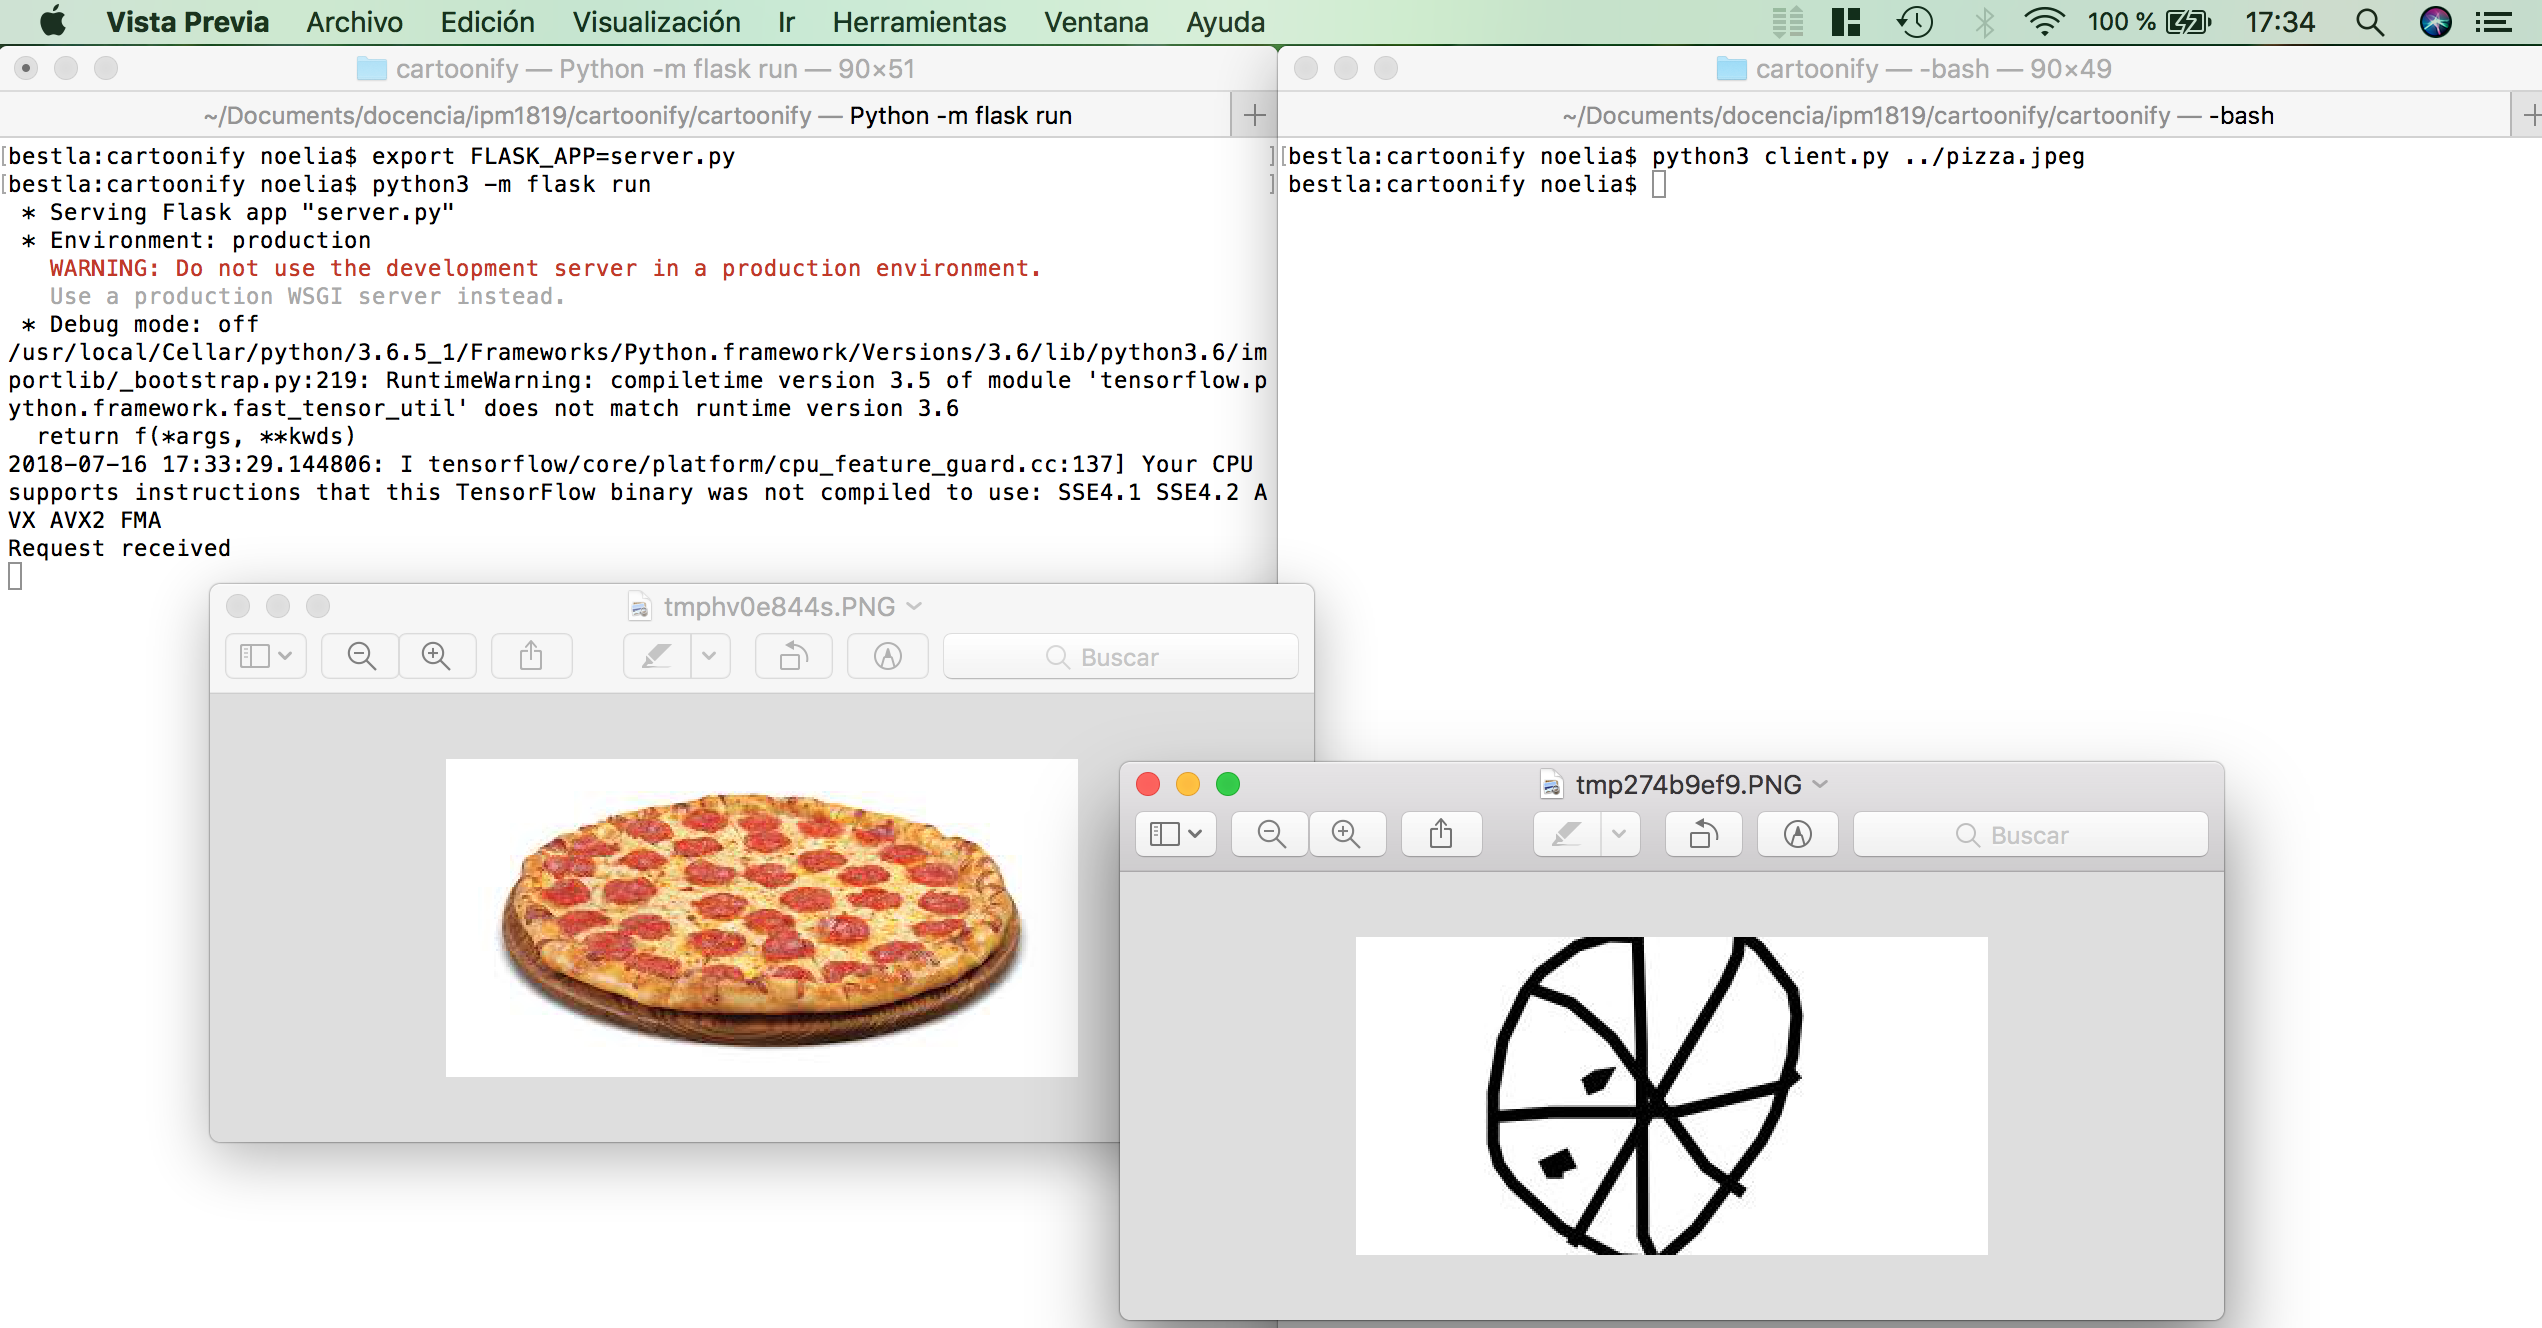 Vista Previa Archivo Edición Visualización Ir Herramientas Ventana Ayuda 100 % 17:34
cartoonify — Python -m flask run — 90×51
~/Documents/docencia/ipm1819/cartoonify/cartoonify — Python -m flask run +
[bestla:cartoonify noelia$ export FLASK_APP=server.py ]
[bestla:cartoonify noelia$ python3 -m flask run ]
* Serving Flask app "server.py"
* Environment: production
WARNING: Do not use the development server in a production environment.
Use a production WSGI server instead.
* Debug mode: off
/usr/local/Cellar/python/3.6.5_1/Frameworks/Python.framework/Versions/3.6/lib/python3.6/im
portlib/_bootstrap.py:219: RuntimeWarning: compiletime version 3.5 of module 'tensorflow.p
ython.framework.fast_tensor_util' does not match runtime version 3.6
return f(*args, **kwds)
2018-07-16 17:33:29.144806: I tensorflow/core/platform/cpu_feature_guard.cc:137] Your CPU
supports instructions that this TensorFlow binary was not compiled to use: SSE4.1 SSE4.2 A
VX AVX2 FMA
Request received
cartoonify — -bash — 90×49
~/Documents/docencia/ipm1819/cartoonify/cartoonify — -bash +
[bestla:cartoonify noelia$ python3 client.py ../pizza.jpeg
bestla:cartoonify noelia$
tmphv0e844s.PNG
Buscar
tmp274b9ef9.PNG
Buscar